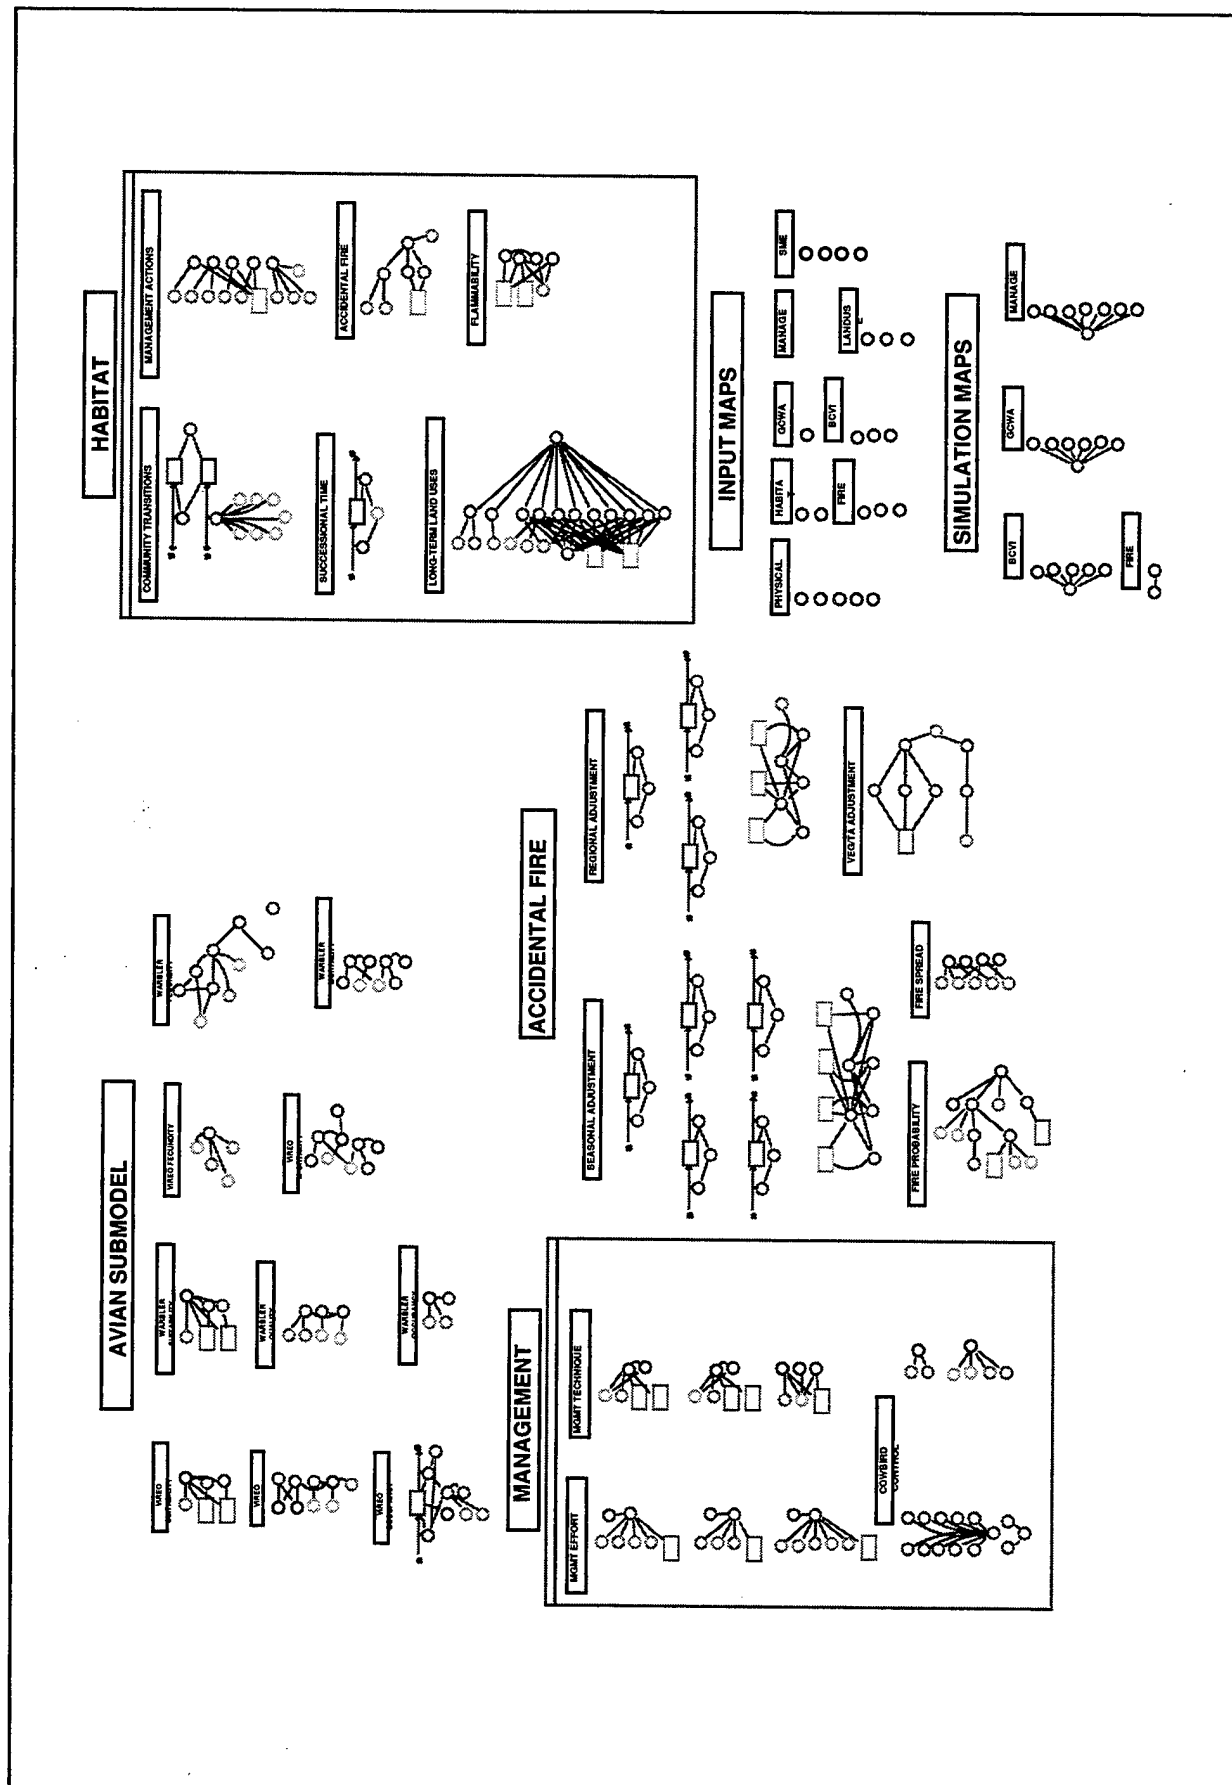 AVIAN SUBMODEL
VIREO
WARBLER
VIREO FECUNDITY
WARBLER
VIREO
WARBLER
QUALITY
VIREO
WARBLER
VIREO
WARBLER
OCCUPANCY
HABITAT
COMMUNITY TRANSITIONS
MANAGEMENT ACTIONS
SUCCESSIONAL TIME
ACCIDENTAL FIRE
LONG-TERM LAND USES
FLAMMABILITY
MANAGEMENT
MGMT EFFORT
MGMT TECHNIQUE
COWBIRD
CONTROL
ACCIDENTAL FIRE
SEASONAL ADJUSTMENT
REGIONAL ADJUSTMENT
VEG/TA ADJUSTMENT
FIRE PROBABILITY
FIRE SPREAD
INPUT MAPS
PHYSICAL
HABITA
T
GCWA
MANAGE
SME
FIRE
BCVI
LANDUS
E
SIMULATION MAPS
BCVI
GCWA
MANAGE
FIRE